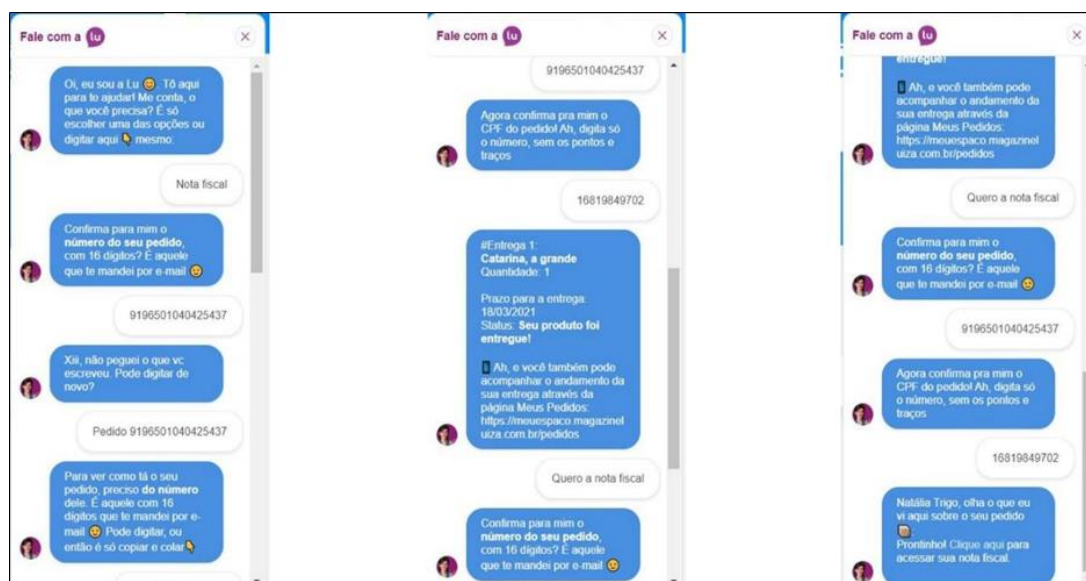 Fale com a lu
Oi, eu sou a Lu 😊. Tô aqui
para te ajudar! Me conta, o
que você precisa? É só
escolher uma das opções ou
digitar aqui 👇 mesmo.
Nota fiscal
Confirma para mim o
número do seu pedido,
com 16 dígitos? É aquele
que te mandei por e-mail 😉
9196501040425437
Xiii, não peguei o que vc
escreveu. Pode digitar de
novo?
Pedido 9196501040425437
Para ver como tá o seu
pedido, preciso do número
dele. É aquele com 16
dígitos que te mandei por e-
mail 😉 Pode digitar, ou
então é só copiar e colar👇
Fale com a lu
9196501040425437
Agora confirma pra mim o
CPF do pedido! Ah, digita só
o número, sem os pontos e
traços
16819849702
#Entrega 1:
Catarina, a grande
Quantidade: 1
Prazo para a entrega:
18/03/2021
Status: Seu produto foi
entregue!
📱 Ah, e você também pode
acompanhar o andamento da
sua entrega através da
página Meus Pedidos:
https://meuespaco.magazinel
uiza.com.br/pedidos
Quero a nota fiscal
Confirma para mim o
número do seu pedido,
com 16 dígitos? É aquele
que te mandei por e-mail 😉
Fale com a lu
entregue!
📱 Ah, e você também pode
acompanhar o andamento da
sua entrega através da
página Meus Pedidos:
https://meuespaco.magazinel
uiza.com.br/pedidos
Quero a nota fiscal
Confirma para mim o
número do seu pedido,
com 16 dígitos? É aquele
que te mandei por e-mail 😉
9196501040425437
Agora confirma pra mim o
CPF do pedido! Ah, digita só
o número, sem os pontos e
traços
16819849702
Natália Trigo, olha o que eu
vi aqui sobre o seu pedido
📦.
Prontinho! Clique aqui para
acessar sua nota fiscal.